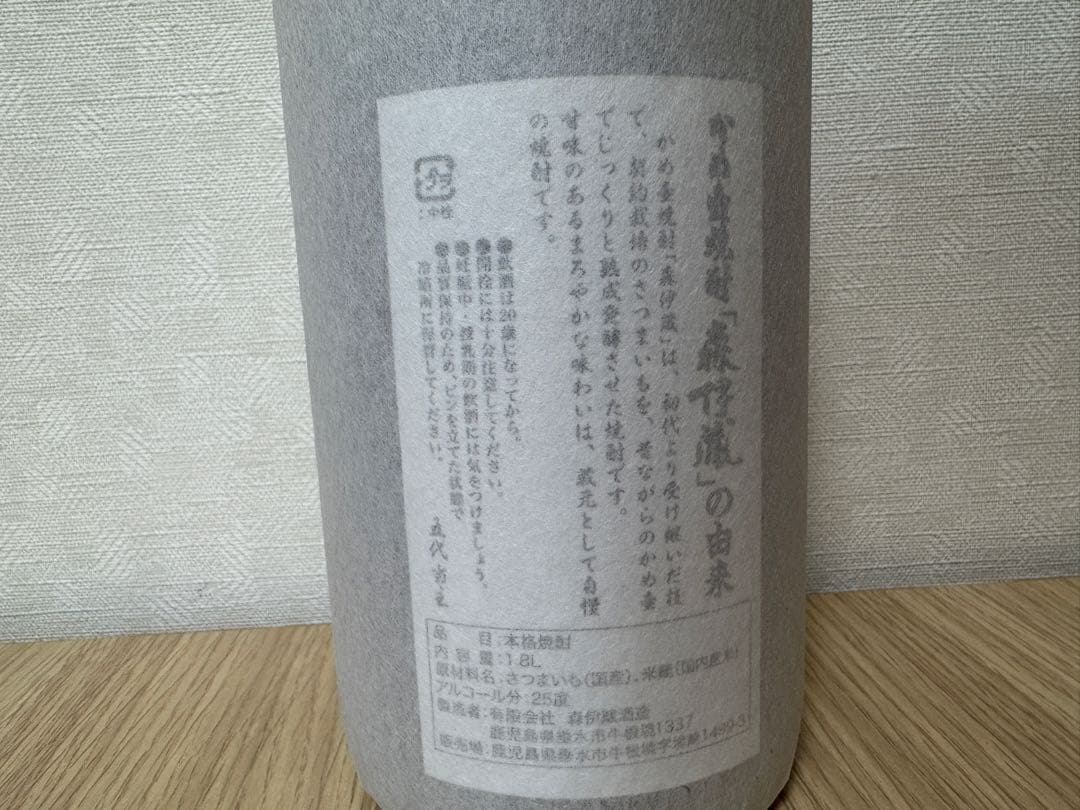 かめ壺焼酎「森伊蔵」の由来
かめ壺焼酎「森伊蔵」は、初代より受け継いだ技
で、契約栽培のさつまいもを、昔ながらのかめ壺
でじっくりと熟成発酵させた焼酎です。
甘味のあるまろやかな味わいは、蔵元として自慢
の焼酎です。
プラ
:中栓
●飲酒は20歳になってから。
●開栓には十分注意してください。
●妊娠中・授乳期の飲酒には気をつけましょう。
●品質保持のため、ビンを立てた状態で
冷暗所に保管してください。
五代当主
品目:本格焼酎
内容量:1.8L
原材料名:さつまいも(国産)、米麹(国内産米)
アルコール分:25度
製造者:有限会社 森伊蔵酒造
鹿児島県垂水市牛根境1337
販売場:鹿児島県垂水市牛根境字